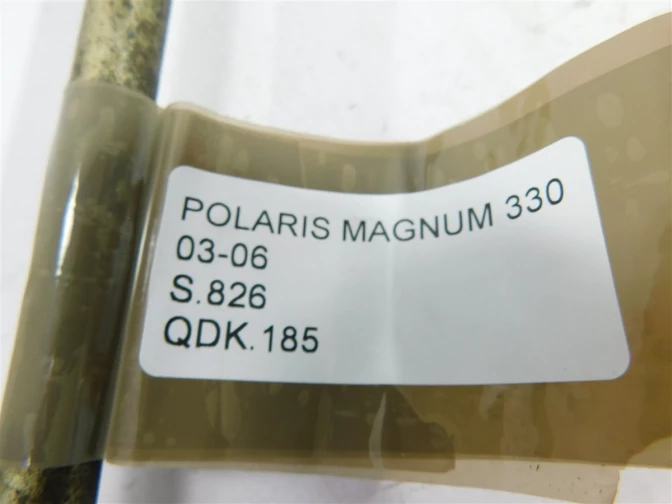 POLARIS MAGNUM 330
03-06
S.826
QDK.185